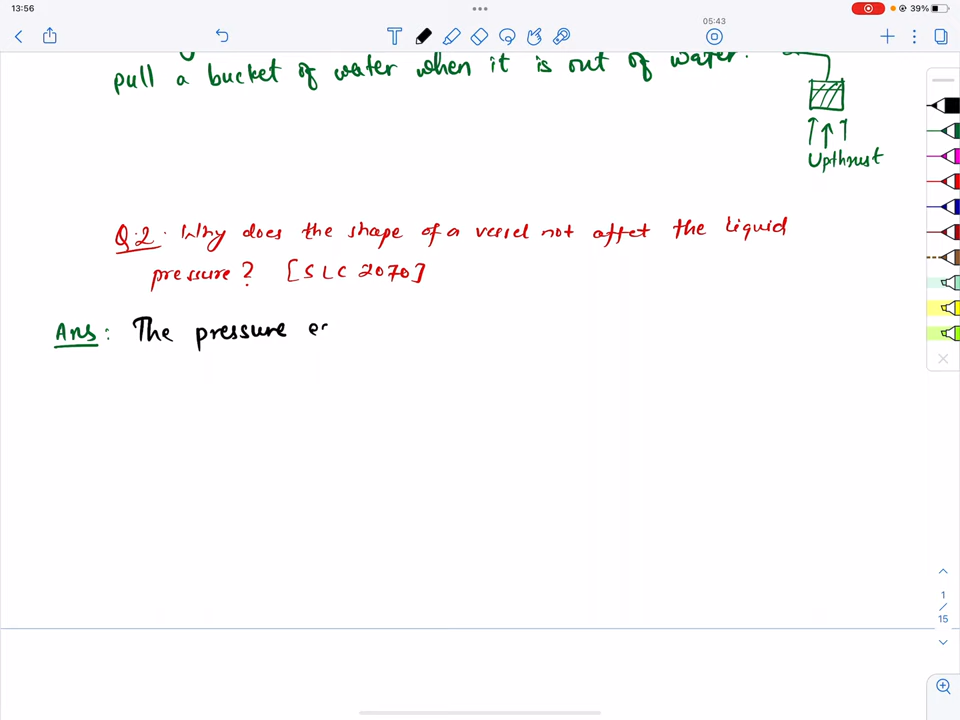 13:56
39%
05:43
T
pull a bucket of water when it is out of water.
Upthrust
Q.2. Why does the shape of a vessel not affet the liquid
pressure? [SLC 2070]
Ans: The pressure
1
/
15